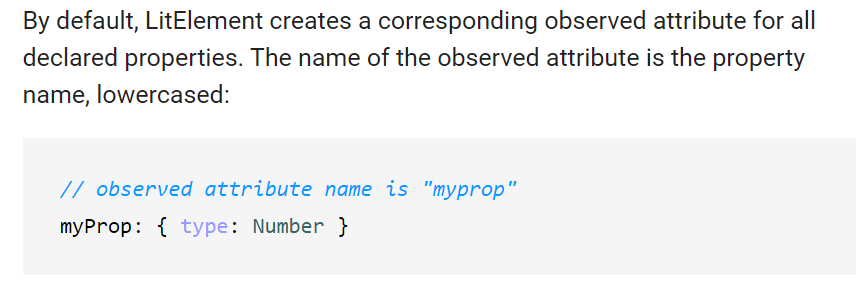 By default, LitElement creates a corresponding observed attribute for all
declared properties. The name of the observed attribute is the property
name, lowercased:
// observed attribute name is "myprop"
myProp: { type: Number }